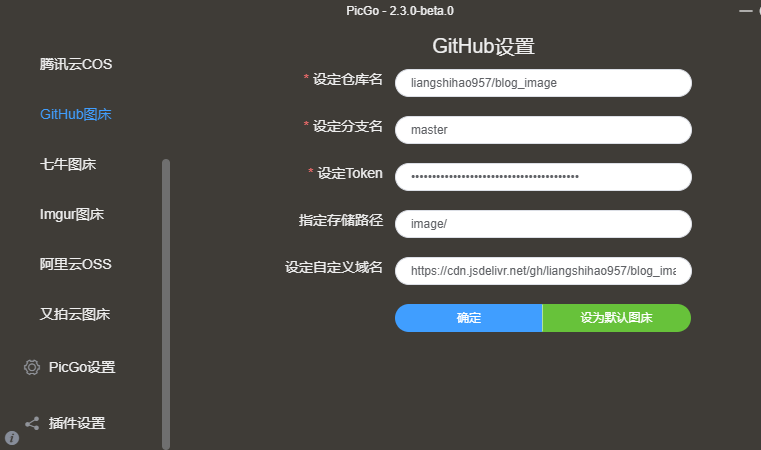 PicGo - 2.3.0-beta.0
腾讯云COS
GitHub图床
七牛图床
Imgur图床
阿里云OSS
又拍云图床
PicGo设置
插件设置
GitHub设置
* 设定仓库名
liangshihao957/blog_image
* 设定分支名
master
* 设定Token
••••••••••••••••••••••••••••••••••••••••
指定存储路径
image/
设定自定义域名
https://cdn.jsdelivr.net/gh/liangshihao957/blog_ima
确定
设为默认图床